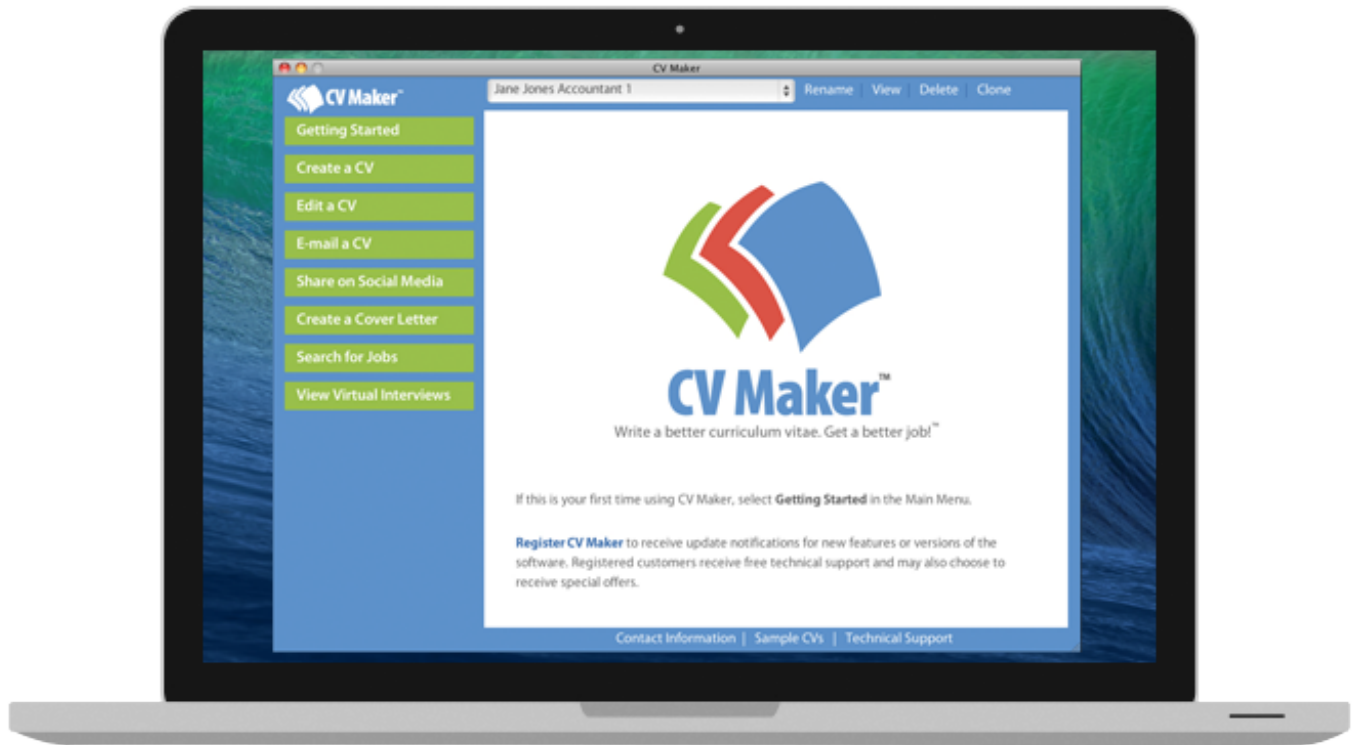 CV Maker
CV Maker™
Jane Jones Accountant 1
Rename | View | Delete | Clone
Getting Started
Create a CV
Edit a CV
E-mail a CV
Share on Social Media
Create a Cover Letter
Search for Jobs
View Virtual Interviews
CV Maker™
Write a better curriculum vitae. Get a better job!™
If this is your first time using CV Maker, select Getting Started in the Main Menu.
Register CV Maker to receive update notifications for new features or versions of the
software. Registered customers receive free technical support and may also choose to
receive special offers.
Contact Information | Sample CVs | Technical Support